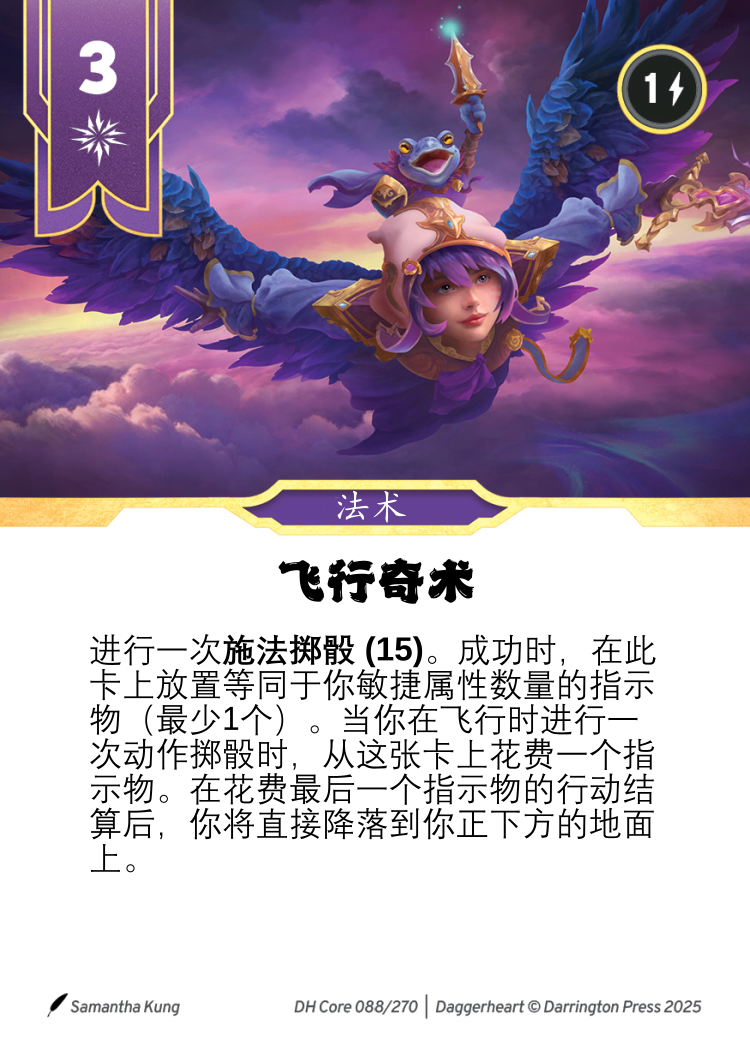 3
1
法术
飞行奇术
进行一次施法掷骰 (15)。成功时，在此
卡上放置等同于你敏捷属性数量的指示
物（最少1个）。当你在飞行时进行一
次动作掷骰时，从这张卡上花费一个指
示物。在花费最后一个指示物的行动结
算后，你将直接降落到你正下方的地面
上。
Samantha Kung
DH Core 088/270 | Daggerheart © Darrington Press 2025